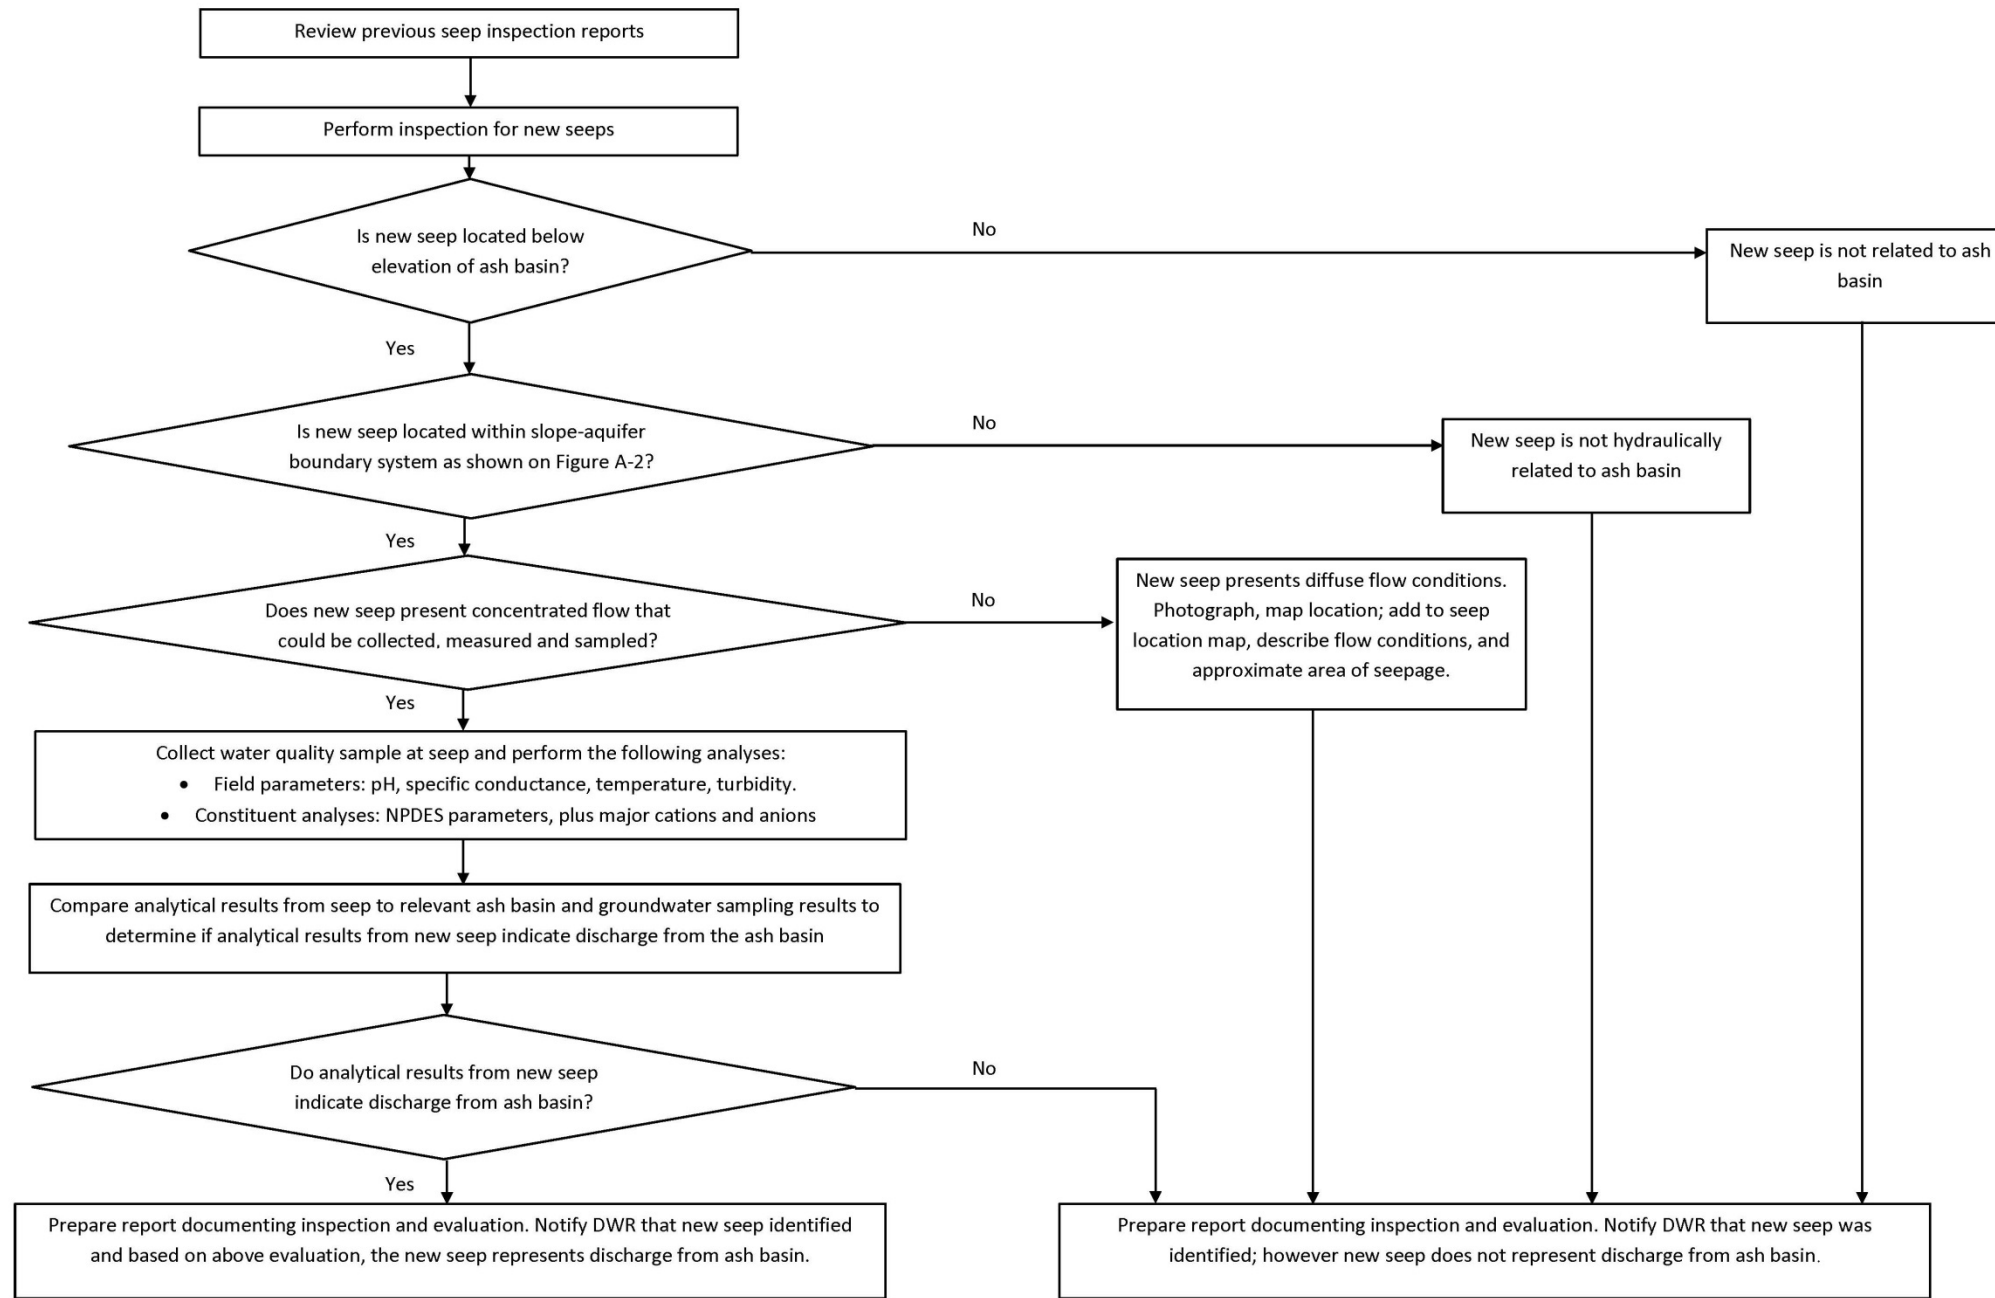 Review previous seep inspection reports
Perform inspection for new seeps
Is new seep located below
elevation of ash basin?
No
New seep is not related to ash
basin
Yes
Is new seep located within slope-aquifer
boundary system as shown on Figure A-2?
No
New seep is not hydraulically
related to ash basin
Yes
Does new seep present concentrated flow that
could be collected, measured and sampled?
No
New seep presents diffuse flow conditions.
Photograph, map location; add to seep
location map, describe flow conditions, and
approximate area of seepage.
Yes
Collect water quality sample at seep and perform the following analyses:
• Field parameters: pH, specific conductance, temperature, turbidity.
• Constituent analyses: NPDES parameters, plus major cations and anions
Compare analytical results from seep to relevant ash basin and groundwater sampling results to
determine if analytical results from new seep indicate discharge from the ash basin
Do analytical results from new seep
indicate discharge from ash basin?
No
Yes
Prepare report documenting inspection and evaluation. Notify DWR that new seep identified
and based on above evaluation, the new seep represents discharge from ash basin.
Prepare report documenting inspection and evaluation. Notify DWR that new seep was
identified; however new seep does not represent discharge from ash basin.